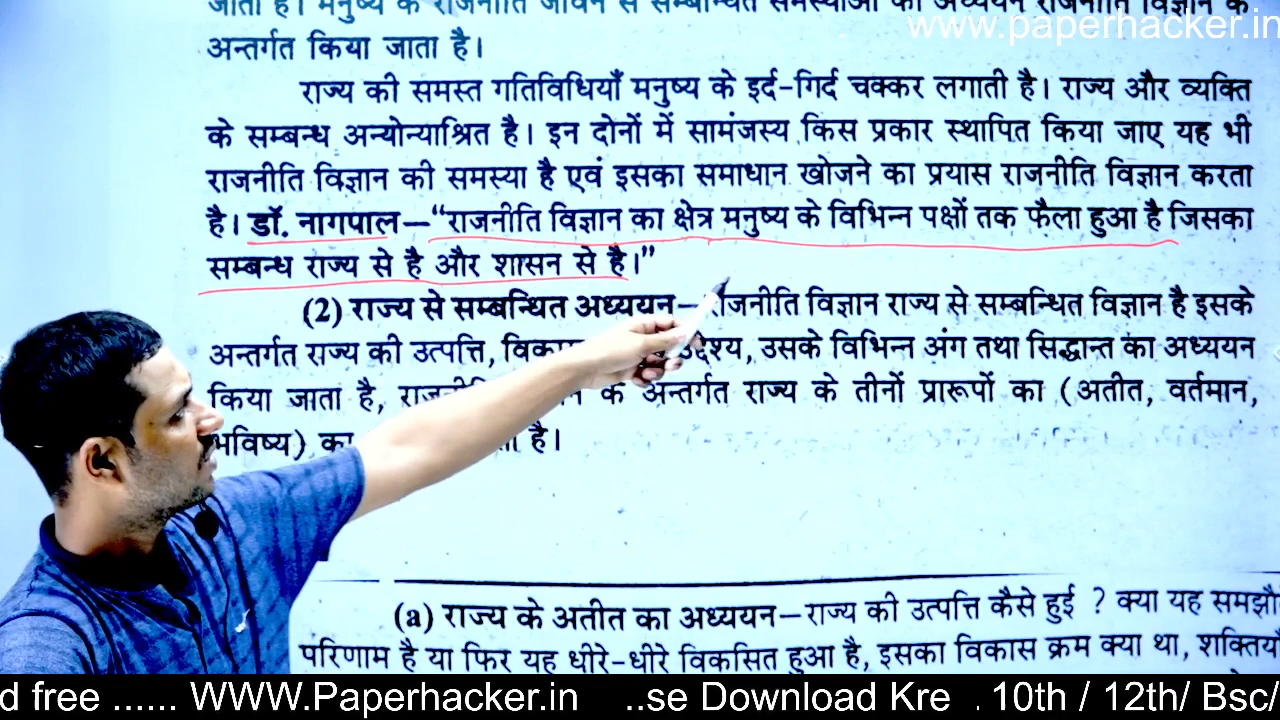 www.paperhacker.in
जाता है। मनुष्य के राजनीति जीवन से सम्बन्धित समस्याओं का अध्ययन राजनीति विज्ञान के
अन्तर्गत किया जाता है।
राज्य की समस्त गतिविधियाँ मनुष्य के इर्द-गिर्द चक्कर लगाती है। राज्य और व्यक्ति
के सम्बन्ध अन्योन्याश्रित है। इन दोनों में सामंजस्य किस प्रकार स्थापित किया जाए यह भी
राजनीति विज्ञान की समस्या है एवं इसका समाधान खोजने का प्रयास राजनीति विज्ञान करता
है। डॉ. नागपाल–“राजनीति विज्ञान का क्षेत्र मनुष्य के विभिन्न पक्षों तक फैला हुआ है जिसका
सम्बन्ध राज्य से है और शासन से है।”
(2) राज्य से सम्बन्धित अध्ययन– राजनीति विज्ञान राज्य से सम्बन्धित विज्ञान है इसके
अन्तर्गत राज्य की उत्पत्ति, उद्देश्य, उसके विभिन्न अंग तथा सिद्धान्त का अध्ययन
किया जाता है, के अन्तर्गत राज्य के तीनों प्रारूपों का (अतीत, वर्तमान,
भविष्य) का है।
(a) राज्य के अतीत का अध्ययन–राज्य की उत्पत्ति कैसे हुई ? क्या यह समझौ
परिणाम है या फिर यह धीरे-धीरे विकसित हुआ है, इसका विकास क्रम क्या था, शक्तिय
d free ...... WWW.Paperhacker.in ..se Download Kre . 10th / 12th/ Bsc/